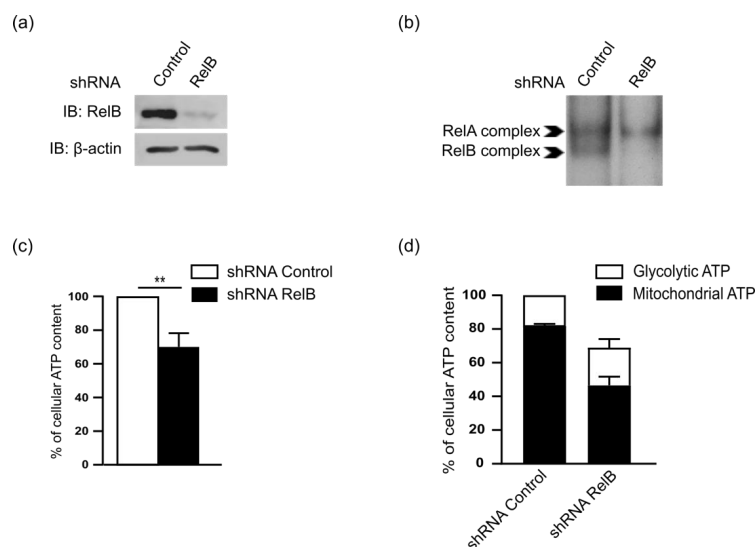 (a)
shRNA
Control
RelB
IB: RelB
IB: β-actin
(b)
shRNA
Control
RelB
RelA complex
RelB complex
(c)
**
shRNA Control
shRNA RelB
% of cellular ATP content
100
80
60
40
20
0
(d)
Glycolytic ATP
Mitochondrial ATP
% of cellular ATP content
100
80
60
40
20
0
shRNA Control
shRNA RelB